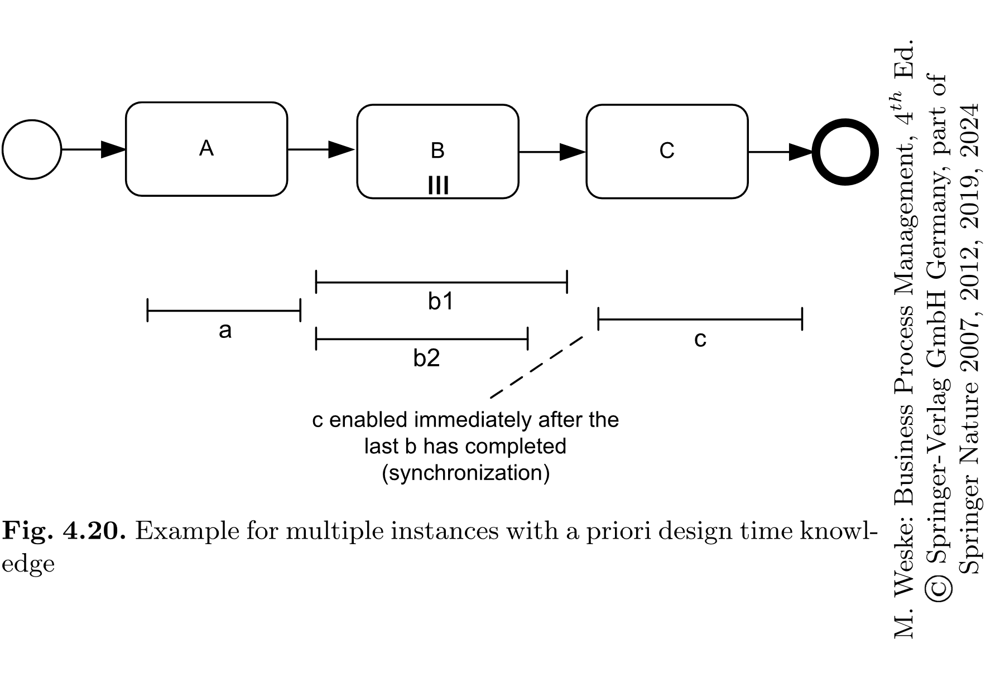 A
B
C
b1
a
c
b2
c enabled immediately after the
last b has completed
(synchronization)
Fig. 4.20. Example for multiple instances with a priori design time knowl-
edge
M. Weske: Business Process Management, 4th Ed.
© Springer-Verlag GmbH Germany, part of
Springer Nature 2007, 2012, 2019, 2024